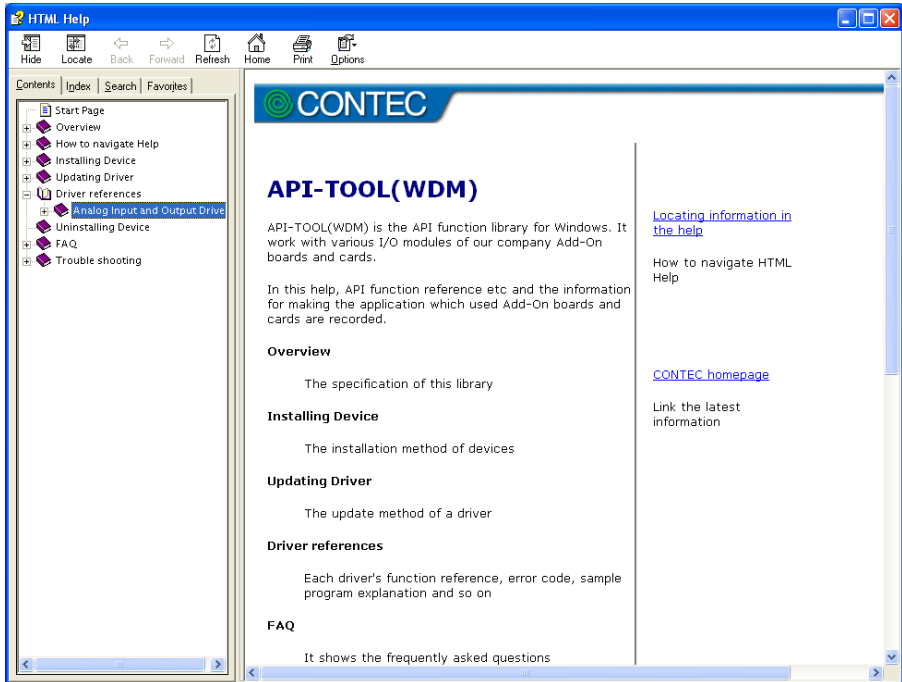 HTML Help
Hide Locate Back Forward Refresh Home Print Options
Contents Index Search Favorites
Start Page
Overview
How to navigate Help
Installing Device
Updating Driver
Driver references
Analog Input and Output Drive
Uninstalling Device
FAQ
Trouble shooting
CONTEC
API-TOOL(WDM)
API-TOOL(WDM) is the API function library for Windows. It
work with various I/O modules of our company Add-On
boards and cards.
In this help, API function reference etc and the information
for making the application which used Add-On boards and
cards are recorded.
Overview
The specification of this library
Installing Device
The installation method of devices
Updating Driver
The update method of a driver
Driver references
Each driver's function reference, error code, sample
program explanation and so on
FAQ
It shows the frequently asked questions
Locating information in
the help
How to navigate HTML
Help
CONTEC homepage
Link the latest
information